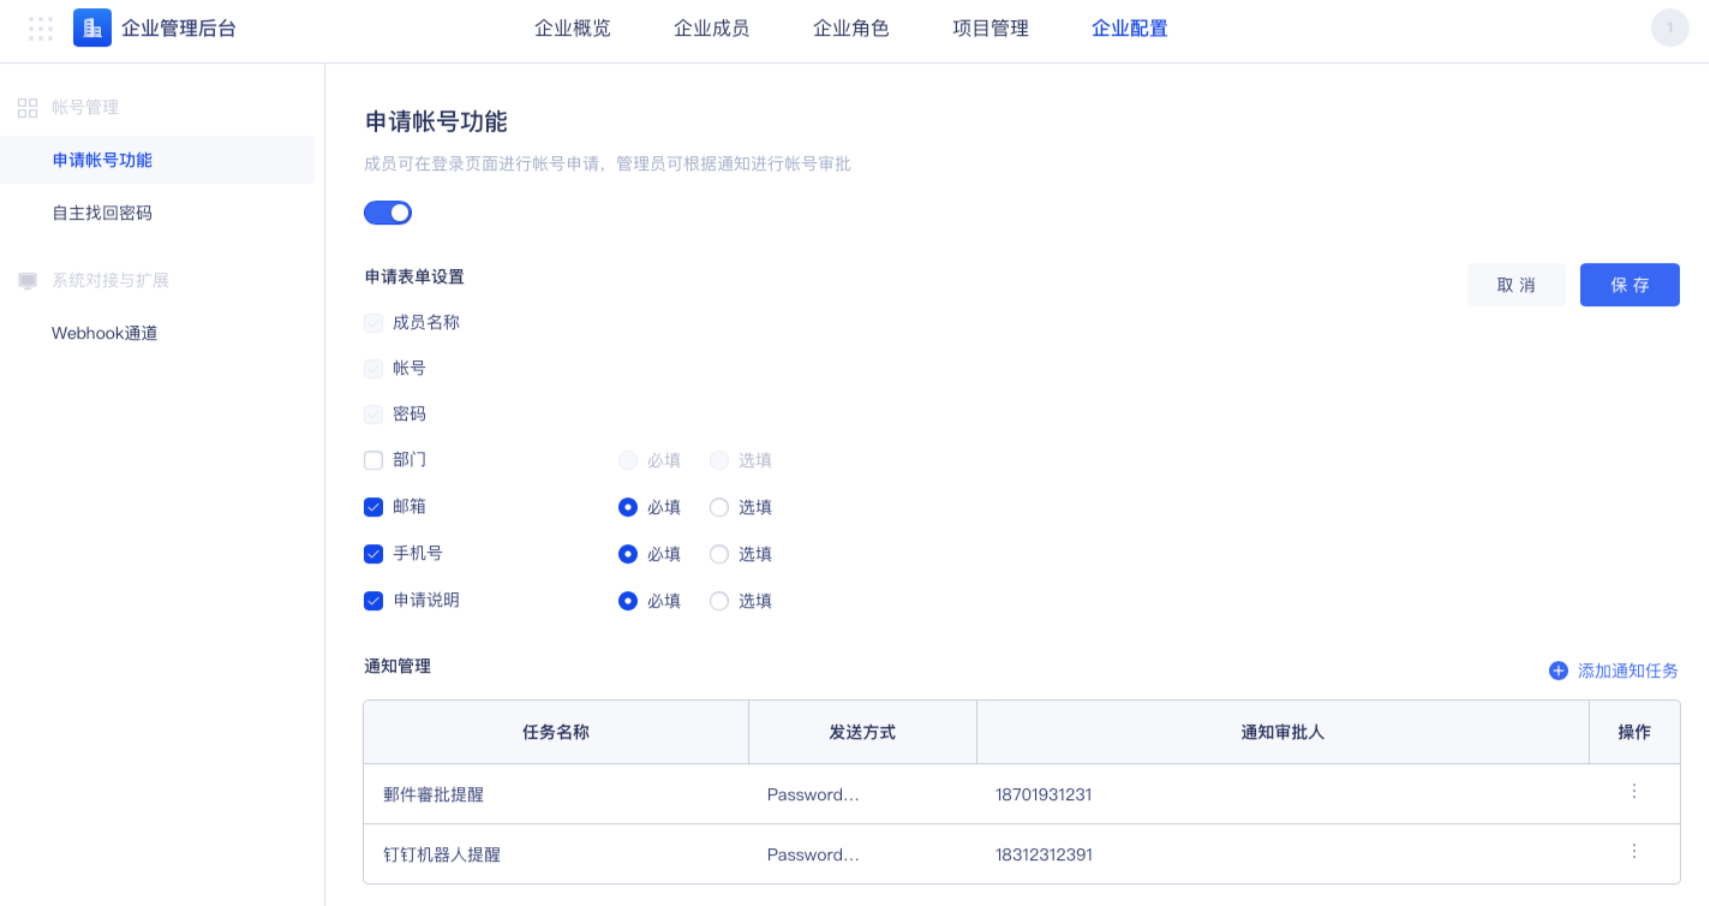 企业管理后台
企业概览 企业成员 企业角色 项目管理 企业配置 1
帐号管理
申请帐号功能
自主找回密码
系统对接与扩展
Webhook通道
申请帐号功能
成员可在登录页面进行帐号申请，管理员可根据通知进行帐号审批
申请表单设置
取消 保存
成员名称
帐号
密码
部门 必填 选填
邮箱 必填 选填
手机号 必填 选填
申请说明 必填 选填
通知管理
添加通知任务
任务名称 发送方式 通知审批人 操作
郵件審批提醒 Password... 18701931231
钉钉机器人提醒 Password... 18312312391